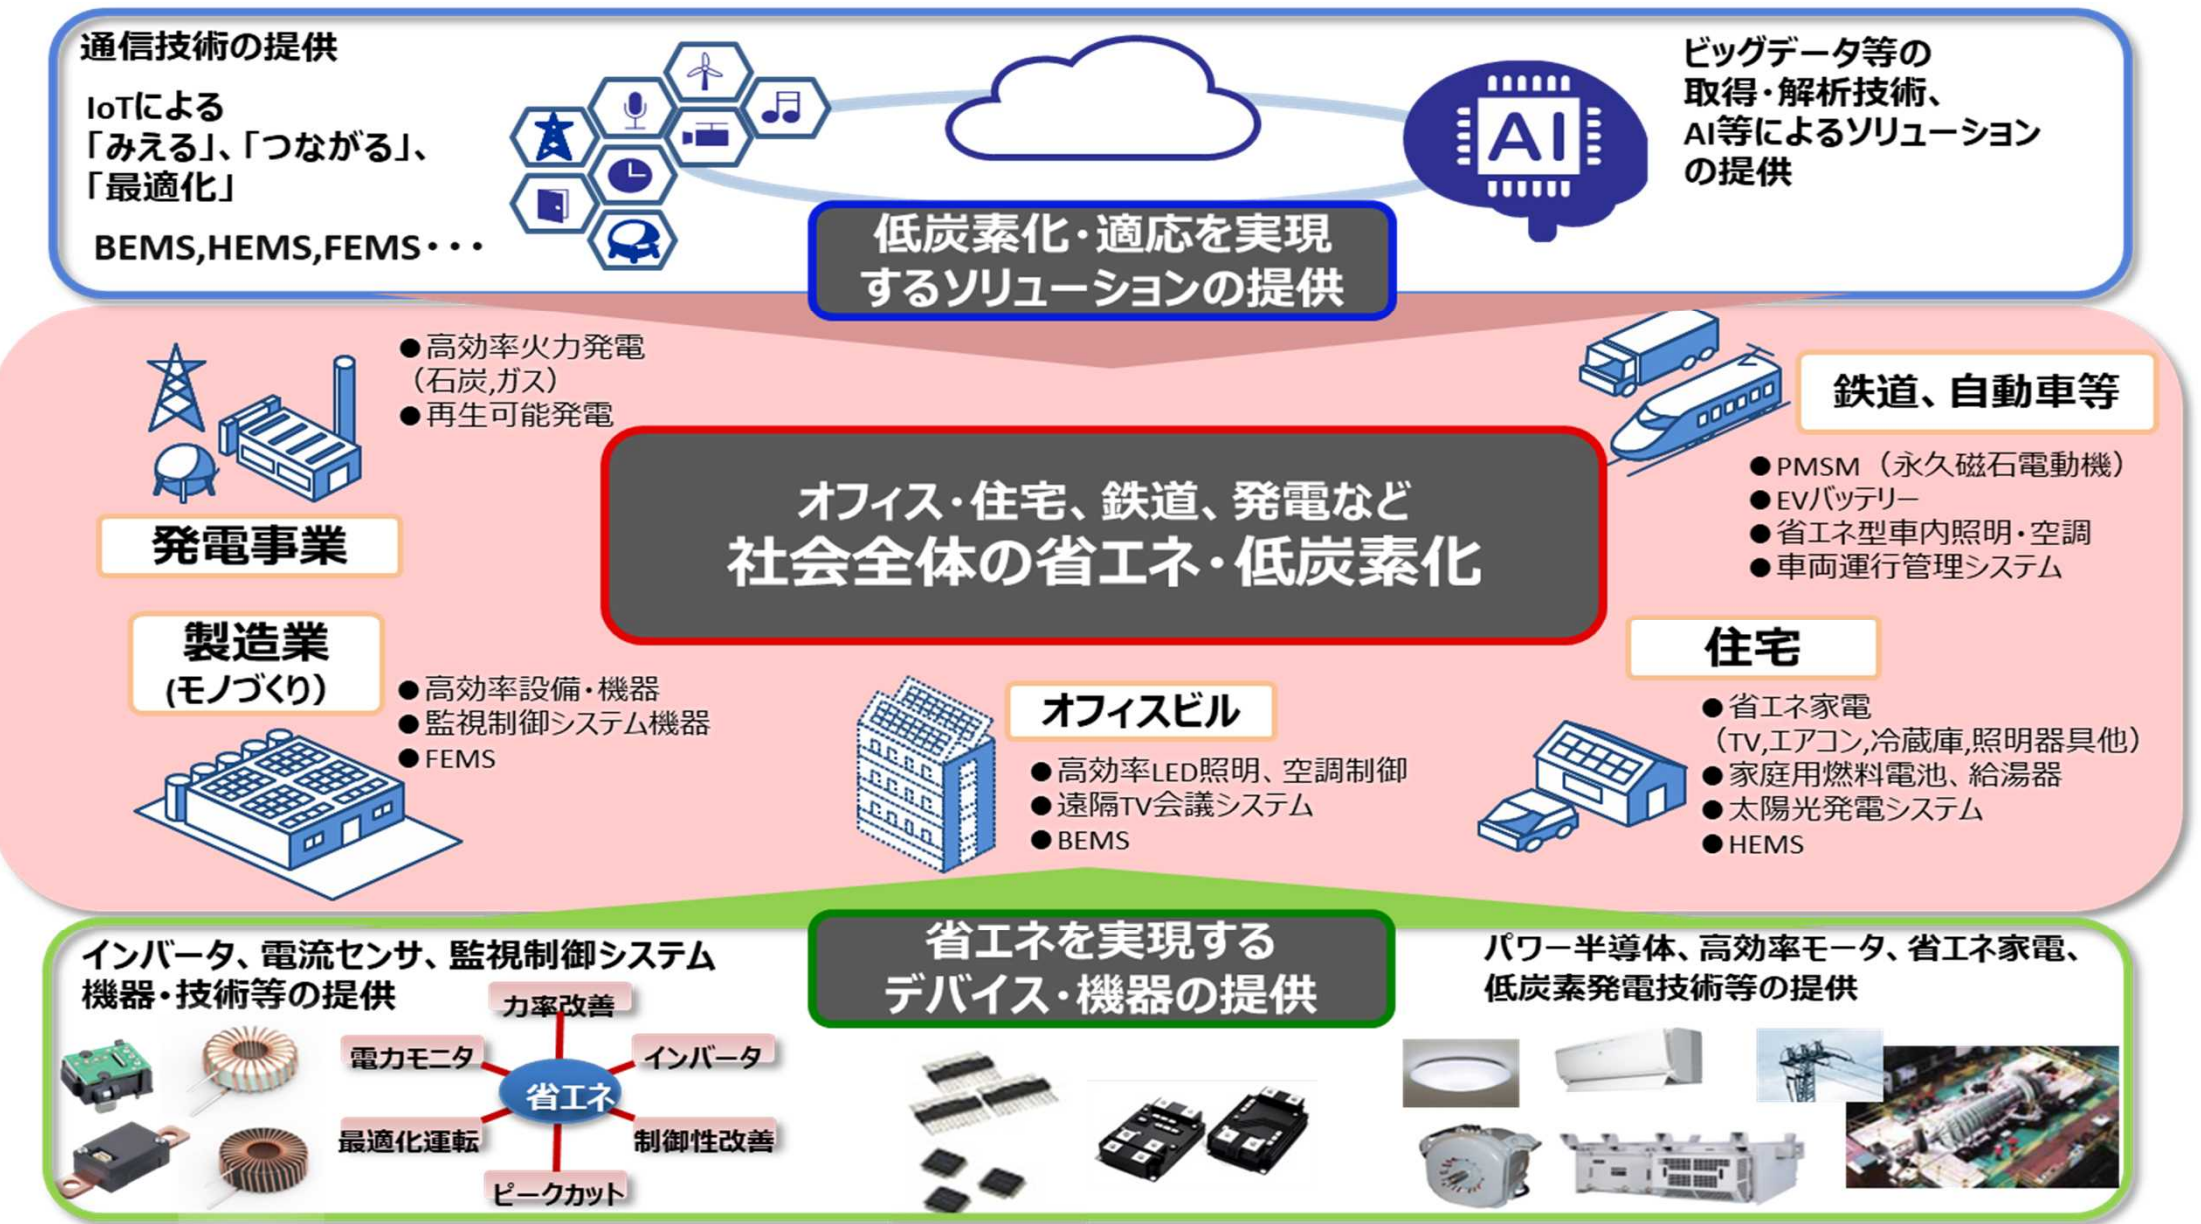 通信技術の提供
IoTによる
「みえる」、「つながる」、
「最適化」
BEMS,HEMS,FEMS・・・
AI
ビッグデータ等の
取得・解析技術、
AI等によるソリューション
の提供
低炭素化・適応を実現
するソリューションの提供
●高効率火力発電
（石炭,ガス）
●再生可能発電
発電事業
鉄道、自動車等
●PMSM（永久磁石電動機）
●EVバッテリー
●省エネ型車内照明・空調
●車両運行管理システム
オフィス・住宅、鉄道、発電など
社会全体の省エネ・低炭素化
製造業
(モノづくり）
●高効率設備・機器
●監視制御システム機器
●FEMS
オフィスビル
●高効率LED照明、空調制御
●遠隔TV会議システム
●BEMS
住宅
●省エネ家電
（TV,エアコン,冷蔵庫,照明器具他）
●家庭用燃料電池、給湯器
●太陽光発電システム
●HEMS
省エネを実現する
デバイス・機器の提供
インバータ、電流センサ、監視制御システム
機器・技術等の提供
力率改善
電力モニタ
インバータ
省エネ
最適化運転
制御性改善
ピークカット
パワー半導体、高効率モータ、省エネ家電、
低炭素発電技術等の提供